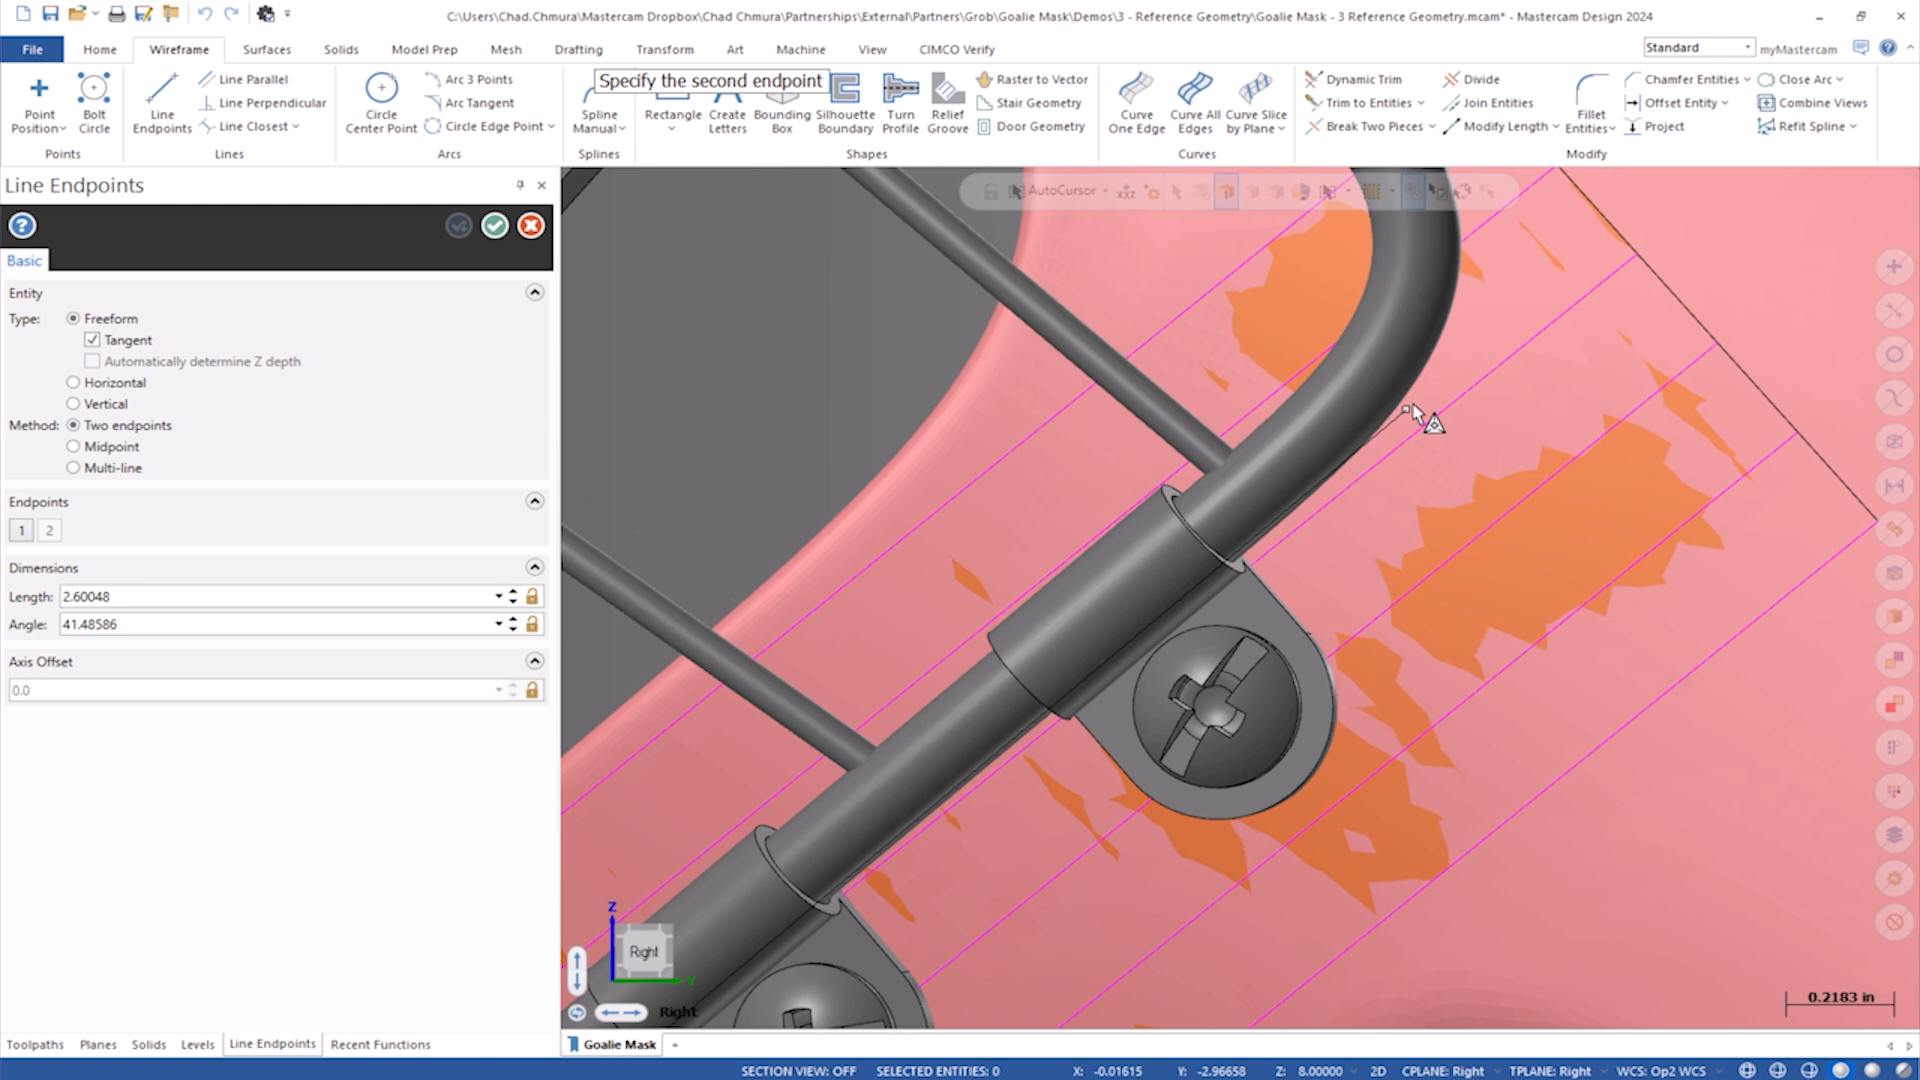 C:\Users\Chad.Chmura\Mastercam Dropbox\Chad Chmura\Partnerships\External\Partners\Grob\Goalie Mask\Demos\3 - Reference Geometry\Goalie Mask - 3 Reference Geometry.mcam* - Mastercam Design 2024
File Home Wireframe Surfaces Solids Model Prep Mesh Drafting Transform Art Machine View CIMCO Verify
Standard myMastercam
Point Position
Bolt Circle
Points
Line Endpoints
Line Parallel
Line Perpendicular
Line Closest
Lines
Circle Center Point
Arc 3 Points
Arc Tangent
Circle Edge Point
Arcs
Specify the second endpoint
Spline Manual
Splines
Rectangle
Create Letters
Bounding Box
Silhouette Boundary
Turn Profile
Relief Groove
Raster to Vector
Stair Geometry
Door Geometry
Shapes
Curve One Edge
Curve All Edges
Curve Slice by Plane
Curves
Dynamic Trim
Trim to Entities
Break Two Pieces
Divide
Join Entities
Modify Length
Fillet Entities
Chamfer Entities
Offset Entity
Project
Close Arc
Combine Views
Refit Spline
Modify
Line Endpoints
Basic
Entity
Type: Freeform
Tangent
Automatically determine Z depth
Horizontal
Vertical
Method: Two endpoints
Midpoint
Multi-line
Endpoints
1 2
Dimensions
Length: 2.60048
Angle: 41.48586
Axis Offset
0.0
AutoCursor
Z
Right
Y
Right
0.2183 in
Toolpaths Planes Solids Levels Line Endpoints Recent Functions
Goalie Mask +
SECTION VIEW: OFF SELECTED ENTITIES: 0 X: -0.01615 Y: -2.96658 Z: 8.00000 2D CPLANE: Right TPLANE: Right WCS: Op2 WCS